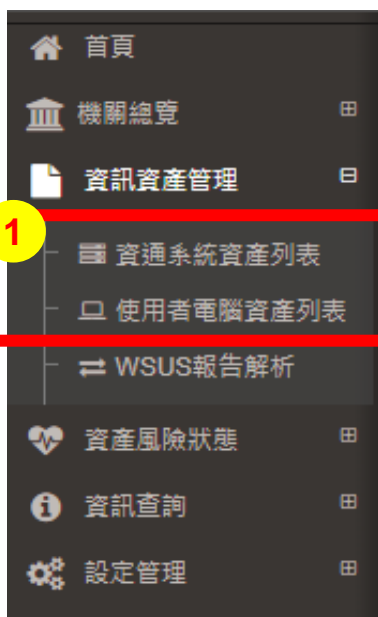 首頁
機關總覽
資訊資產管理
1
資通系統資產列表
使用者電腦資產列表
WSUS報告解析
資產風險狀態
資訊查詢
設定管理